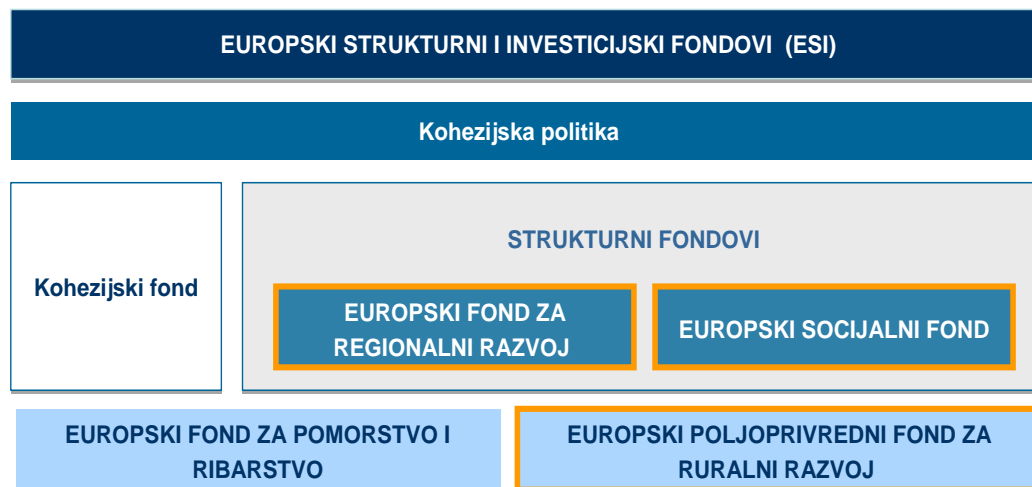 EUROPSKI STRUKTURNI I INVESTICIJSKI FONDOVI  (ESI)
Kohezijska politika
Kohezijski fond
STRUKTURNI FONDOVI
EUROPSKI FOND ZA
REGIONALNI RAZVOJ
EUROPSKI SOCIJALNI FOND
EUROPSKI FOND ZA POMORSTVO I
RIBARSTVO
EUROPSKI POLJOPRIVREDNI FOND ZA
RURALNI RAZVOJ